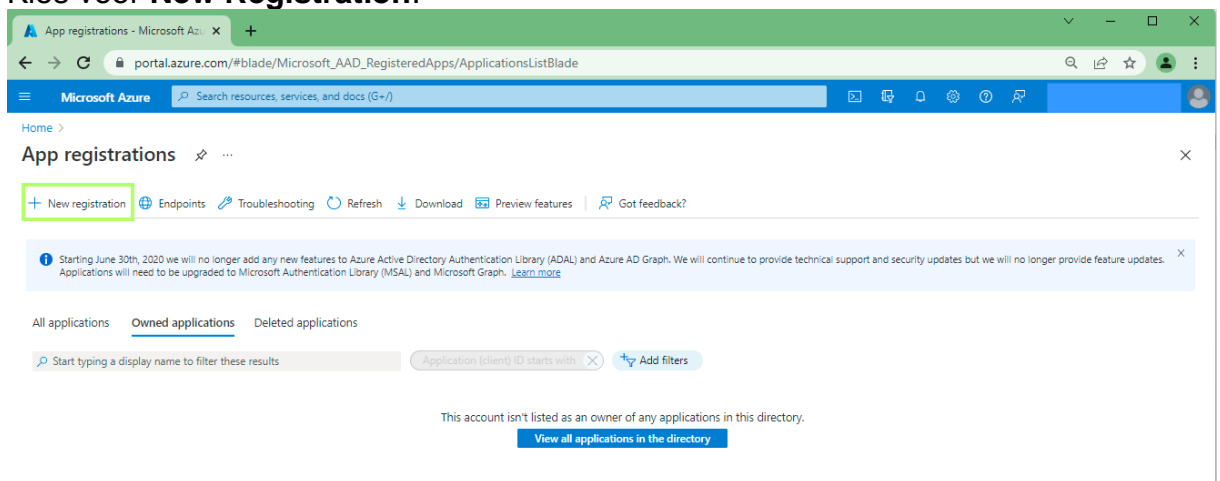 Kies voor New Registration:
App registrations - Microsoft Azu
portal.azure.com/#blade/Microsoft_AAD_RegisteredApps/ApplicationsListBlade
Microsoft Azure Search resources, services, and docs (G+/)
Home >
App registrations ...
New registration Endpoints Troubleshooting Refresh Download Preview features Got feedback?
Starting June 30th, 2020 we will no longer add any new features to Azure Active Directory Authentication Library (ADAL) and Azure AD Graph. We will continue to provide technical support and security updates but we will no longer provide feature updates.
Applications will need to be upgraded to Microsoft Authentication Library (MSAL) and Microsoft Graph. Learn more
All applications Owned applications Deleted applications
Start typing a display name to filter these results Application (client) ID starts with Add filters
This account isn't listed as an owner of any applications in this directory.
View all applications in the directory